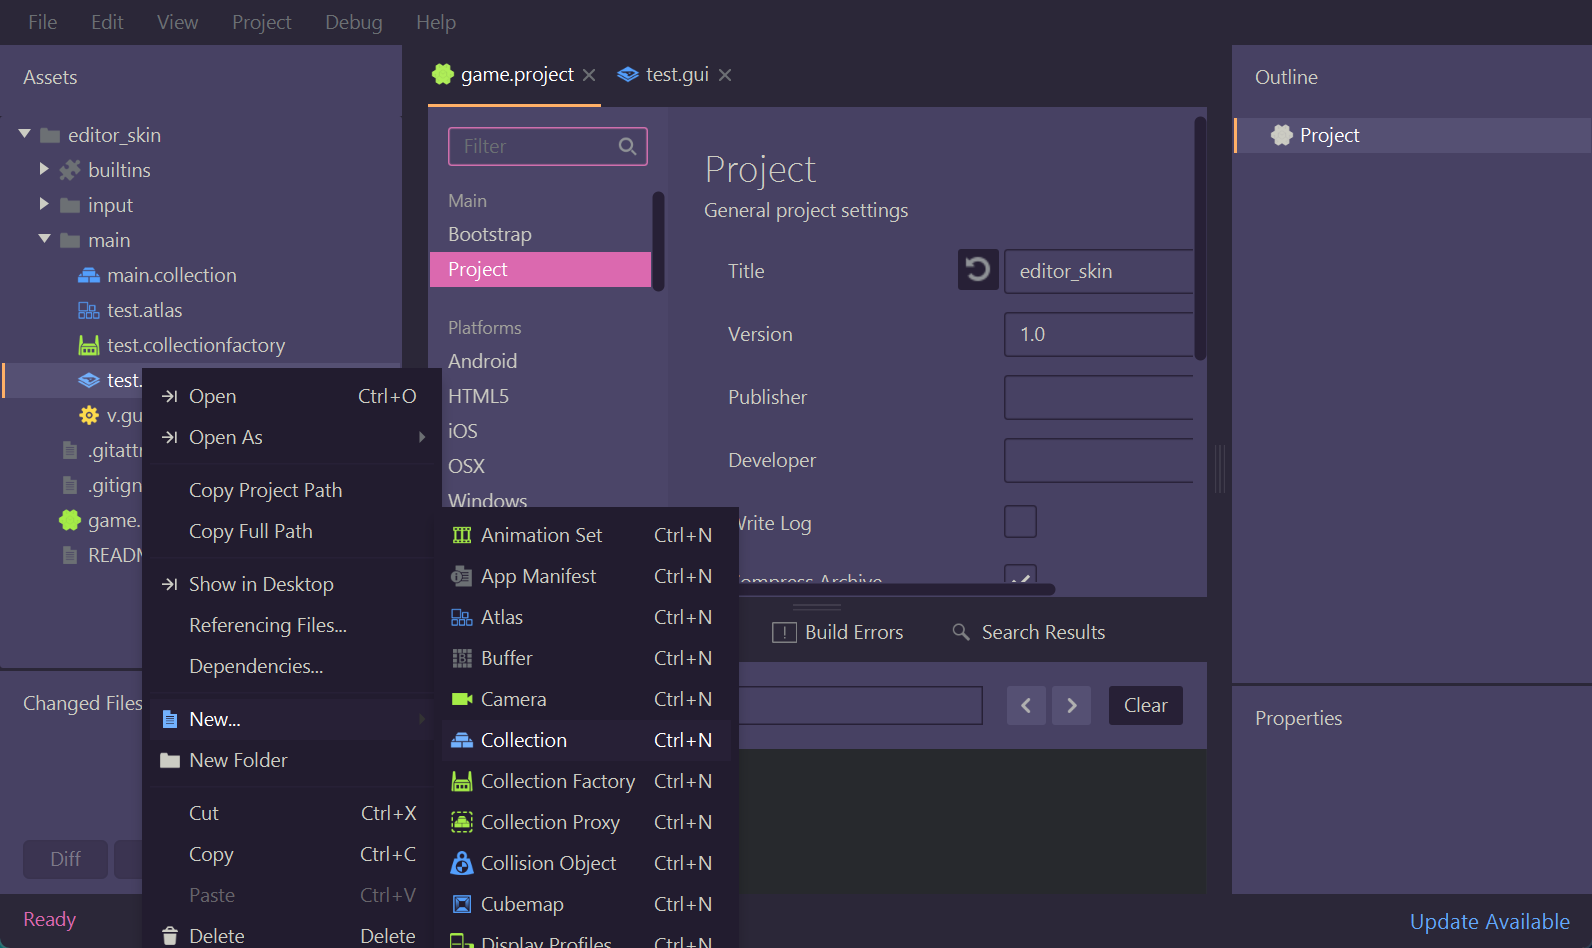 File Edit View Project Debug Help
Assets
editor_skin
builtins
input
main
main.collection
test.atlas
test.collectionfactory
test.
v.gu
.gitattr
.gitign
game.
READM
Changed Files
Diff
Ready
game.project
test.gui
Filter
Main
Bootstrap
Project
Platforms
Android
HTML5
iOS
OSX
Windows
Project
General project settings
Title editor_skin
Version 1.0
Publisher
Developer
Write Log
Compress Archive
Build Errors
Search Results
Clear
Outline
Project
Properties
Update Available
Open Ctrl+O
Open As
Copy Project Path
Copy Full Path
Show in Desktop
Referencing Files...
Dependencies...
New...
New Folder
Cut Ctrl+X
Copy Ctrl+C
Paste Ctrl+V
Delete Delete
Animation Set Ctrl+N
App Manifest Ctrl+N
Atlas Ctrl+N
Buffer Ctrl+N
Camera Ctrl+N
Collection Ctrl+N
Collection Factory Ctrl+N
Collection Proxy Ctrl+N
Collision Object Ctrl+N
Cubemap Ctrl+N
Display Profiles Ctrl+N